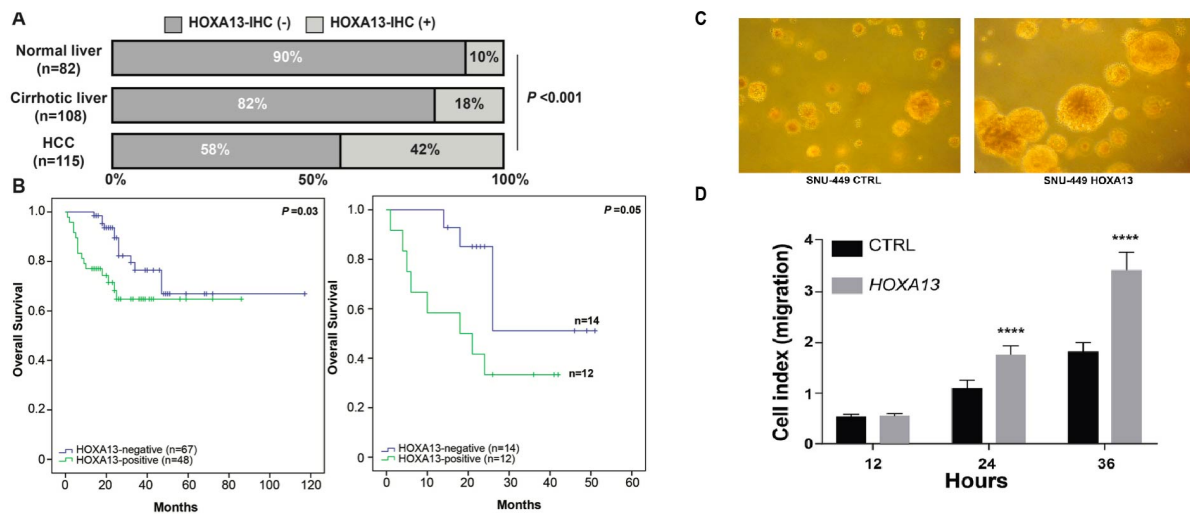 A
HOXA13-IHC (-)
HOXA13-IHC (+)
Normal liver
(n=82)
90%
10%
Cirrhotic liver
(n=108)
82%
18%
P <0.001
HCC
(n=115)
58%
42%
0%
50%
100%
B
P =0.03
1.0
0.8
0.6
0.4
0.2
0.0
Overall Survival
HOXA13-negative (n=67)
HOXA13-positive (n=48)
0
20
40
60
80
100
120
Months
P =0.05
1.0
0.8
0.6
0.8
0.2
0.0
Overall Survival
n=14
n=12
HOXA13-negative (n=14)
HOXA13-positive (n=12)
0
10
20
30
40
50
60
Months
C
SNU-449 CTRL
SNU-449 HOXA13
D
CTRL
HOXA13
4
3
2
1
0
Cell index (migration)
****
****
12
24
36
Hours